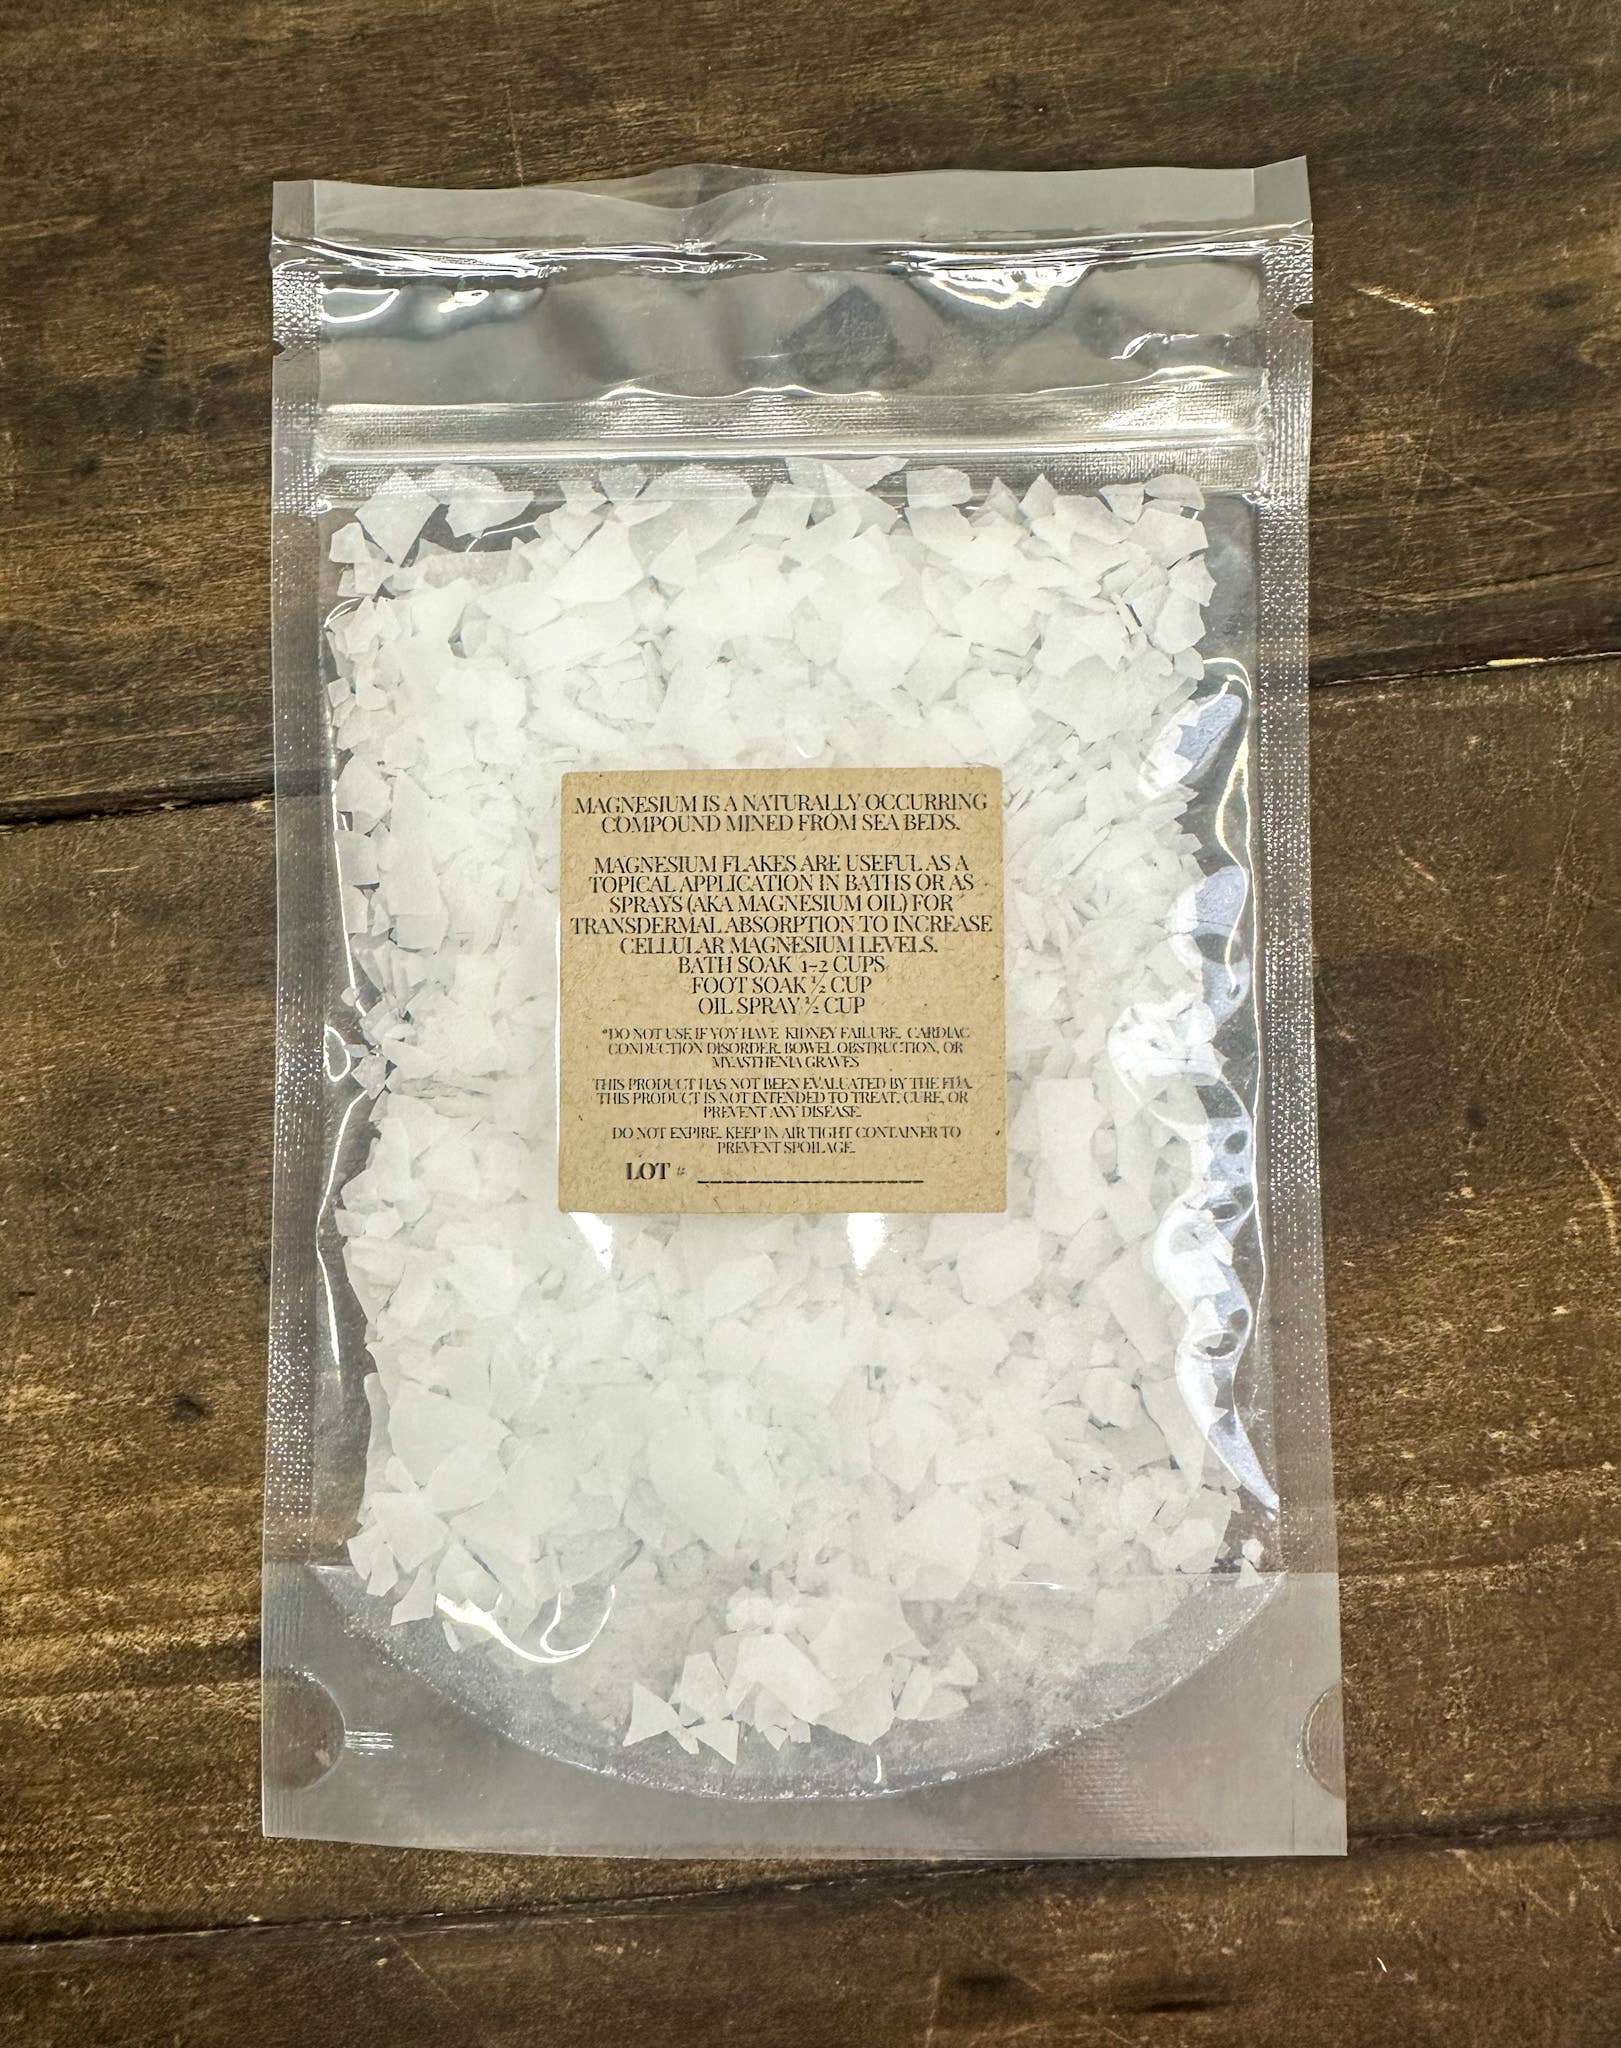 MAGNESIUM IS A NATURALLY OCCURRING
COMPOUND MINED FROM SEA BEDS.
MAGNESIUM FLAKES ARE USEFUL AS A
TOPICAL APPLICATION IN BATHS OR AS
SPRAYS (AKA MAGNESIUM OIL) FOR
TRANSDERMAL ABSORPTION TO INCREASE
CELLULAR MAGNESIUM LEVELS.
BATH SOAK 1-2 CUPS
FOOT SOAK ½ CUP
OIL SPRAY ½ CUP
*DO NOT USE IF YOY HAVE KIDNEY FAILURE, CARDIAC
CONDUCTION DISORDER, BOWEL OBSTRUCTION, OR
MYASTHENIA GRAVES
THIS PRODUCT HAS NOT BEEN EVALUATED BY THE FDA.
THIS PRODUCT IS NOT INTENDED TO TREAT, CURE, OR
PREVENT ANY DISEASE.
DO NOT EXPIRE. KEEP IN AIR TIGHT CONTAINER TO
PREVENT SPOILAGE.
LOT # __________________